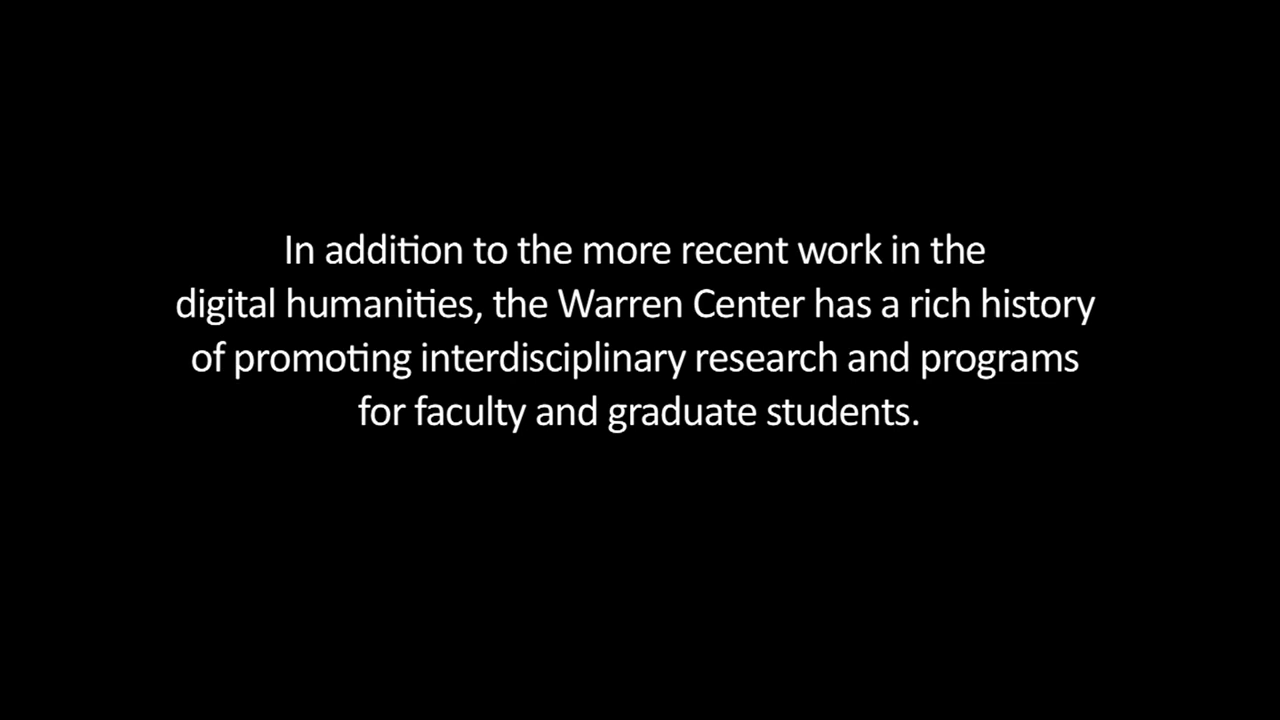 In addition to the more recent work in the
digital humanities, the Warren Center has a rich history
of promoting interdisciplinary research and programs
for faculty and graduate students.